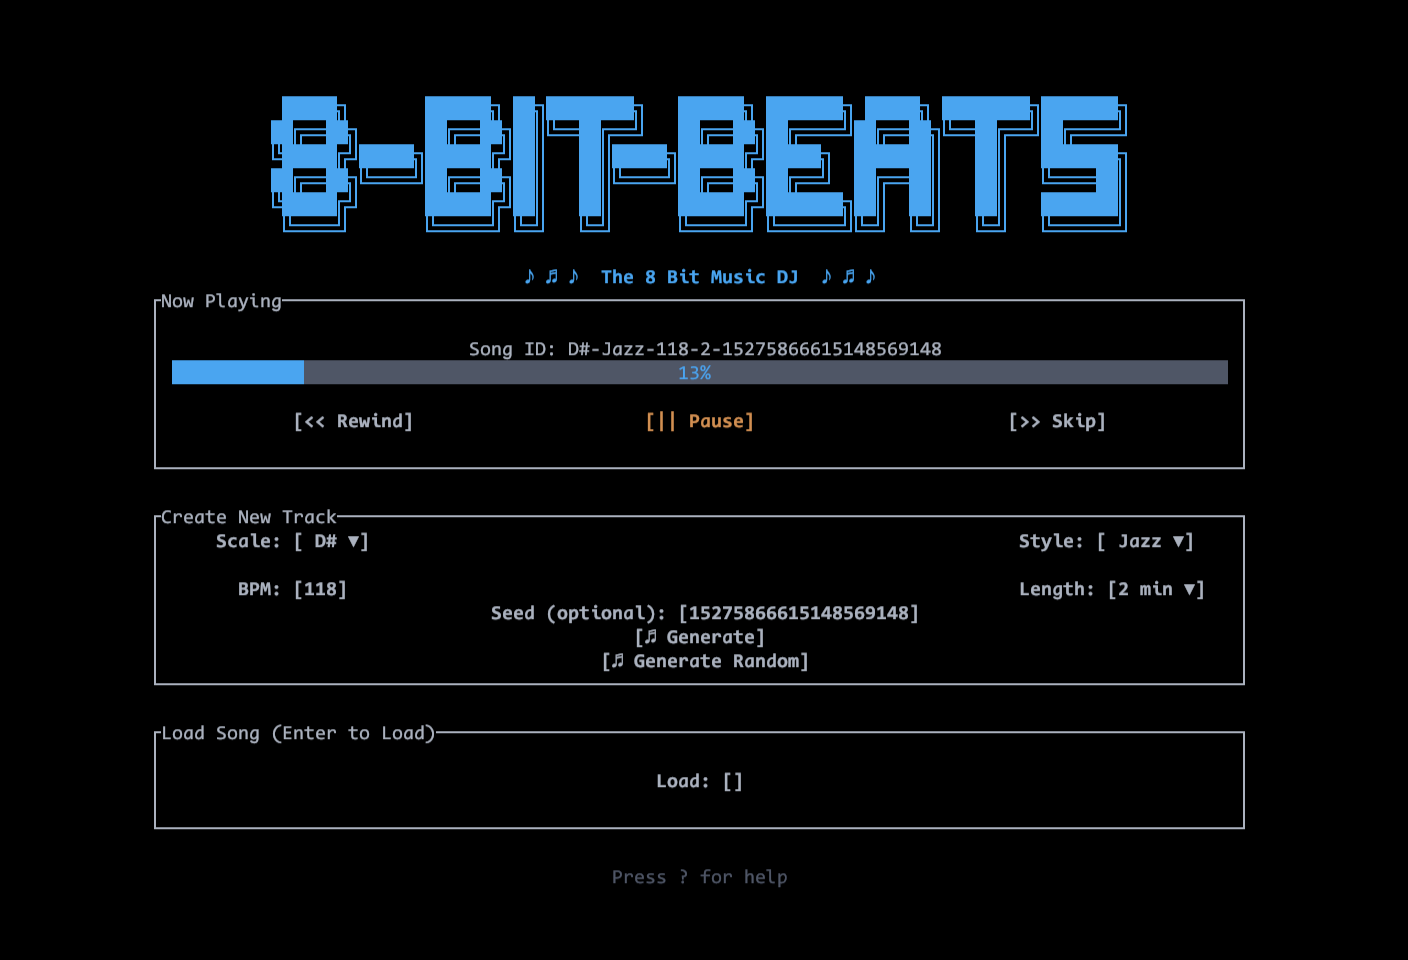 8-BIT-BEATS
♪ ♬ ♪ The 8 Bit Music DJ ♪ ♬ ♪
Now Playing
Song ID: D#-Jazz-118-2-15275866615148569148
13%
[<< Rewind] [|| Pause] [>> Skip]
Create New Track
Scale: [ D# ▼] Style: [ Jazz ▼]
BPM: [118] Length: [2 min ▼]
Seed (optional): [15275866615148569148]
[♬ Generate]
[♬ Generate Random]
Load Song (Enter to Load)
Load: []
Press ? for help